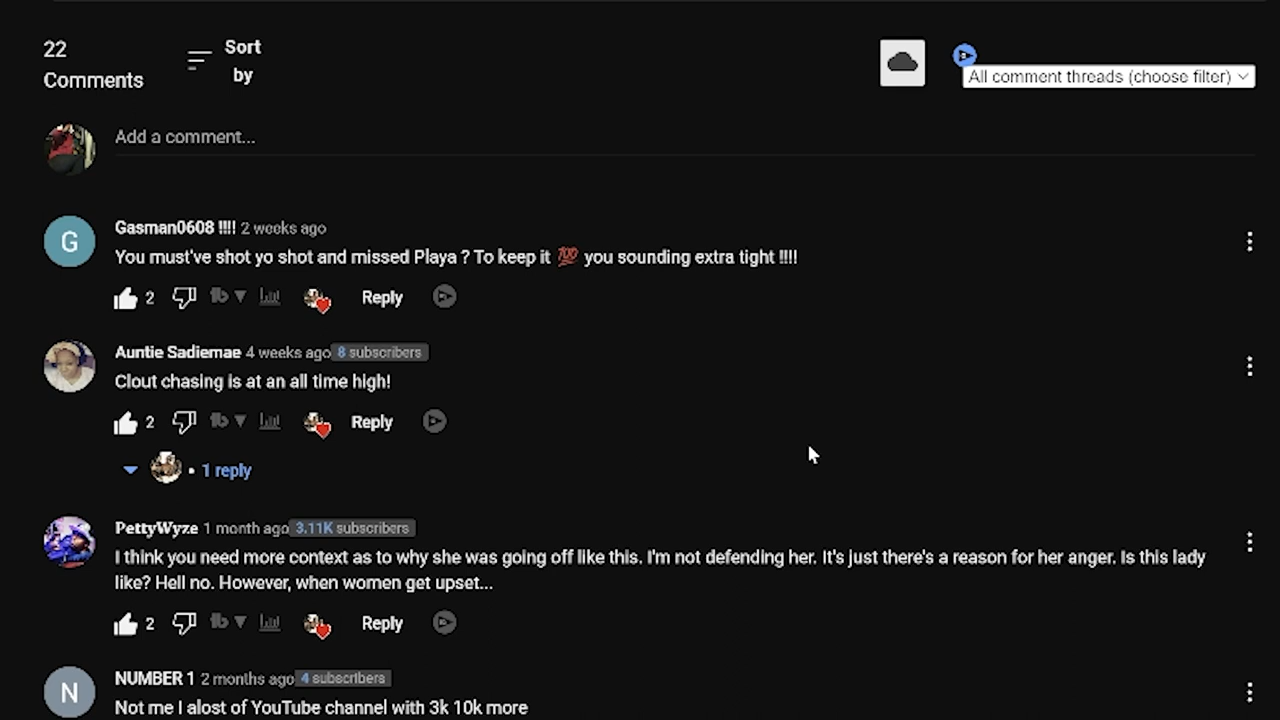 22
Comments
Sort
by
All comment threads (choose filter)
Add a comment...
Gasman0608 !!!! 2 weeks ago
You must've shot yo shot and missed Playa ? To keep it 💯 you sounding extra tight !!!!
2 Reply
Auntie Sadiemae 4 weeks ago 8 subscribers
Clout chasing is at an all time high!
2 Reply
• 1 reply
PettyWyze 1 month ago 3.11K subscribers
I think you need more context as to why she was going off like this. I'm not defending her. It's just there's a reason for her anger. Is this lady
like? Hell no. However, when women get upset...
2 Reply
N
NUMBER 1 2 months ago 4 subscribers
Not me I alost of YouTube channel with 3k 10k more